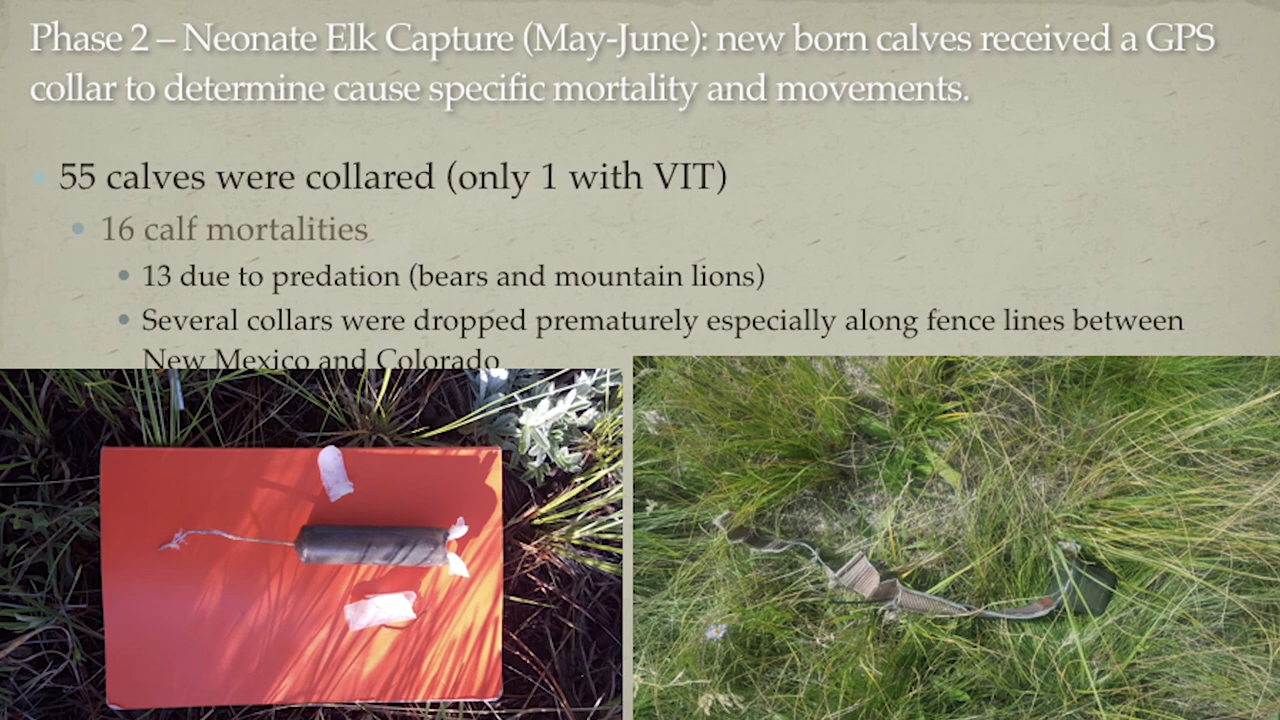 Phase 2 – Neonate Elk Capture (May-June): new born calves received a GPS
collar to determine cause specific mortality and movements.
55 calves were collared (only 1 with VIT)
16 calf mortalities
13 due to predation (bears and mountain lions)
Several collars were dropped prematurely especially along fence lines between
New Mexico and Colorado